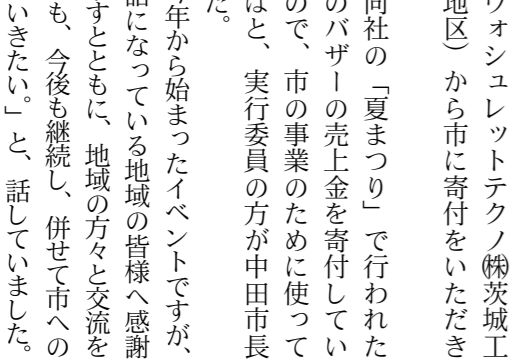 ウォシュレットテクノ㈱茨城工
地区）から市に寄付をいただき
同社の「夏まつり」で行われた
のバザーの売上金を寄付してい
ので、市の事業のために使って
はと、実行委員の方が中田市長
た。
年から始まったイベントですが、
話になっている地域の皆様へ感謝
すとともに、地域の方々と交流を
も、今後も継続し、併せて市への
いきたい。」と、話していました。